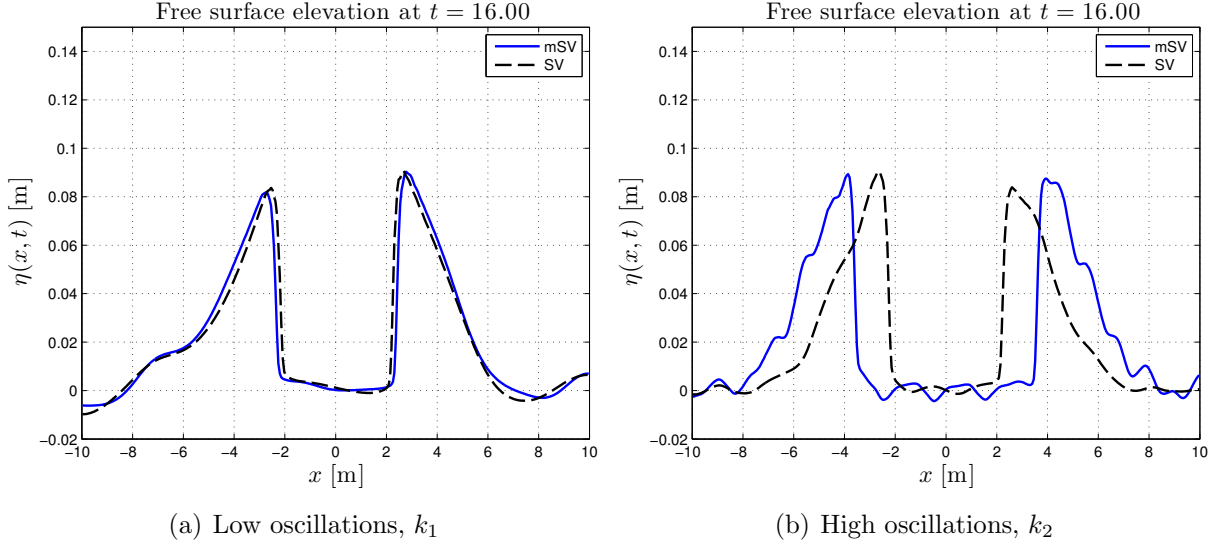 Free surface elevation at t = 16.00
0.14
0.12
0.1
0.08
0.06
0.04
0.02
0
−0.02
η(x, t) [m]
mSV
SV
−10 −8 −6 −4 −2 0 2 4 6 8 10
x [m]
(a) Low oscillations, k₁
Free surface elevation at t = 16.00
0.14
0.12
0.1
0.08
0.06
0.04
0.02
0
−0.02
η(x, t) [m]
mSV
SV
−10 −8 −6 −4 −2 0 2 4 6 8 10
x [m]
(b) High oscillations, k₂